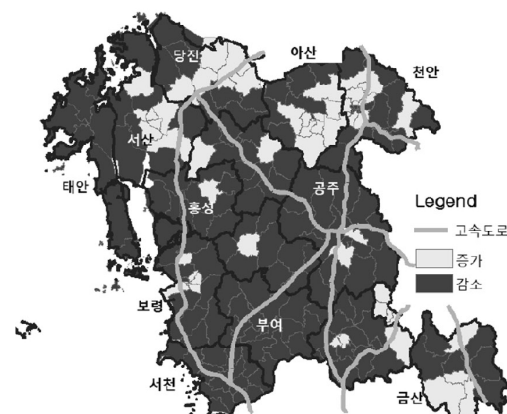 아산
당진
천안
서산
태안
공주
홍성
Legend
고속도로
증가
감소
보령
부여
서천
금산